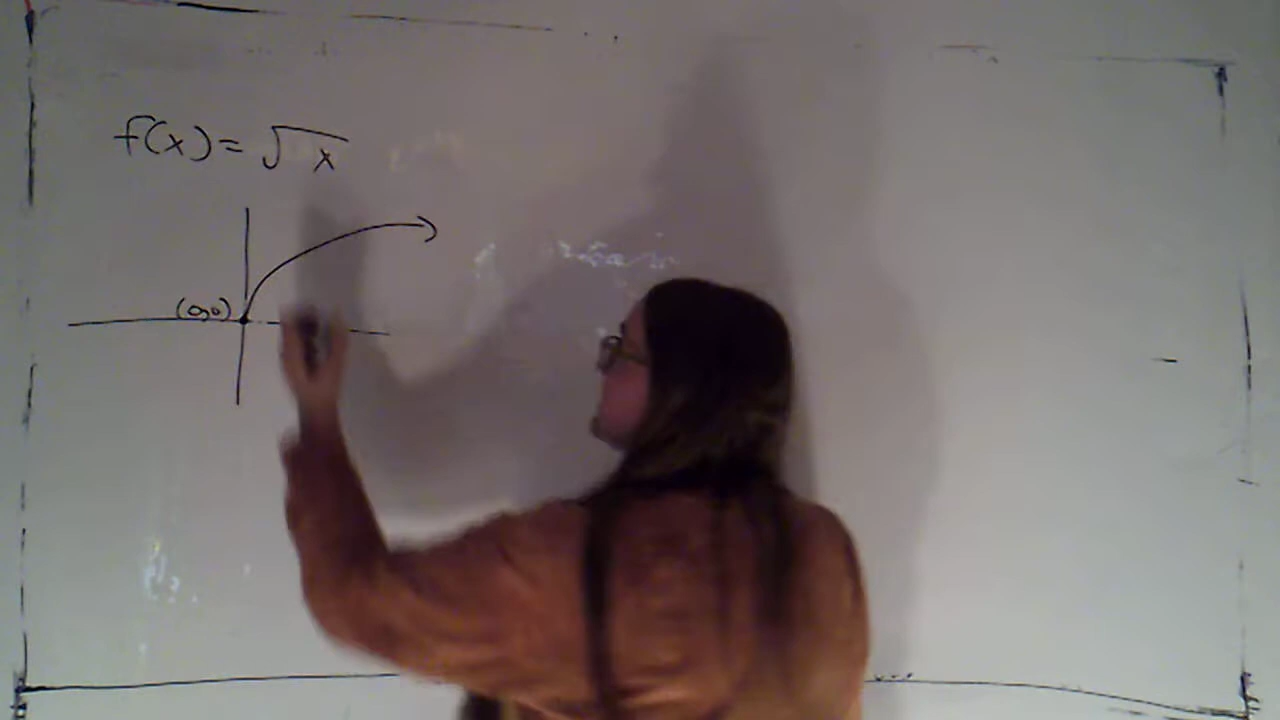 f(x) = √x
(0,0)